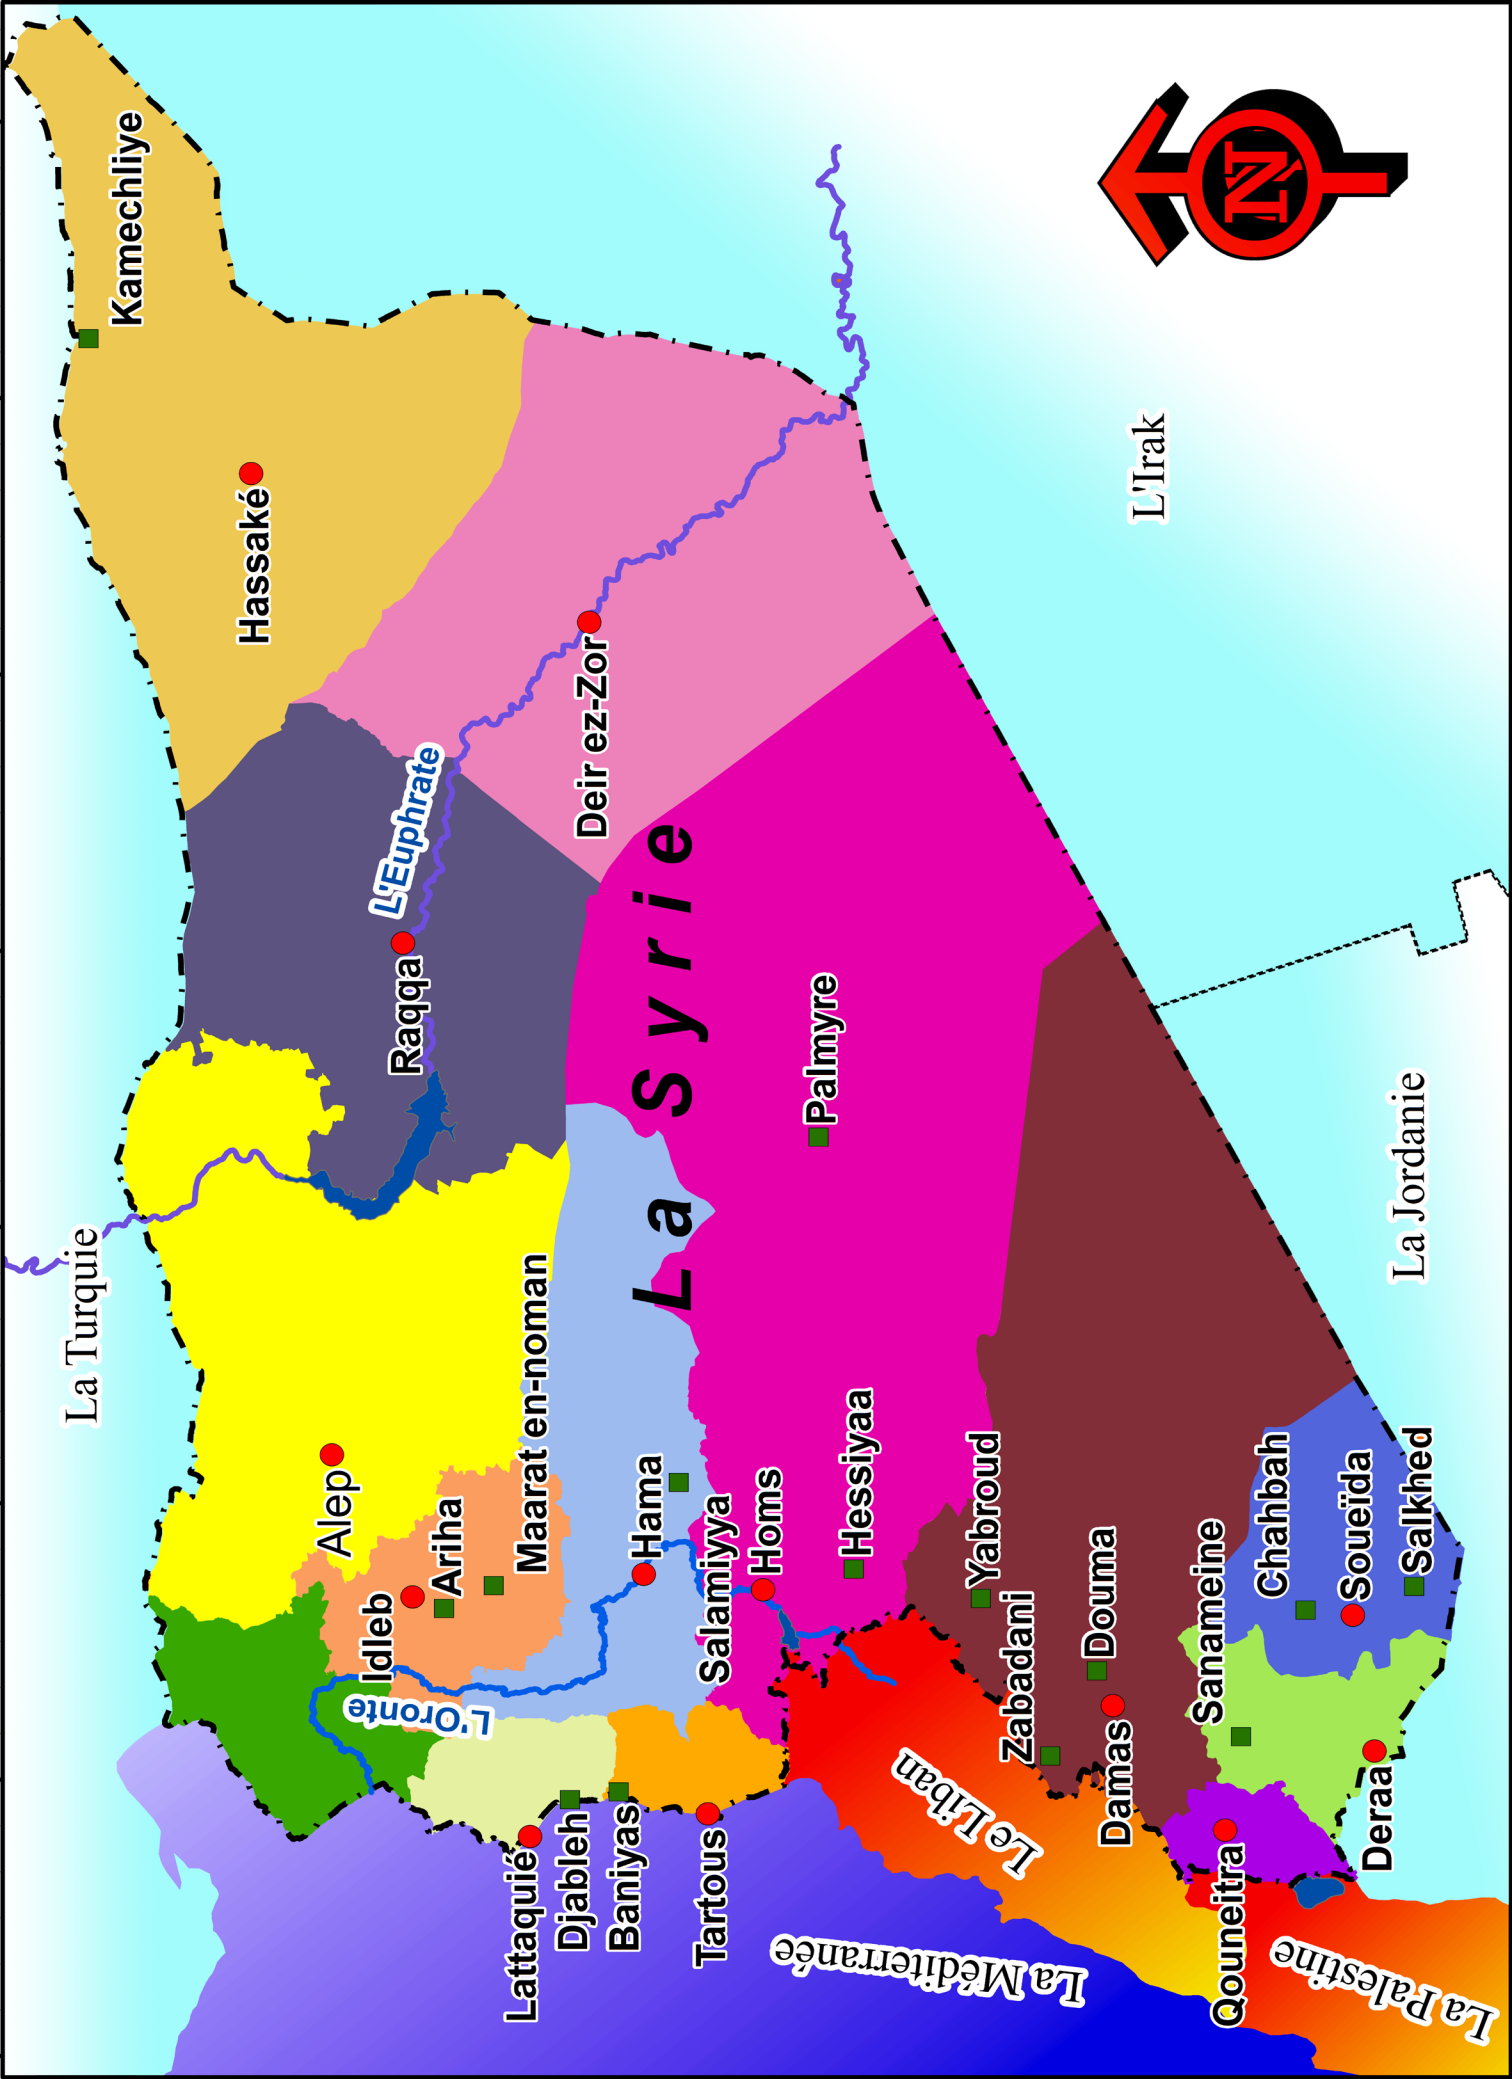 La Turquie
Kamechliye
Hassaké
L'Euphrate
Raqqa
Deir ez-Zor
Alep
Ariha
Idleb
Maarat en-noman
L'Oronte
Lattaquié
Djableh
Baniyas
Tartous
Hama
Salamiyya
Homs
La Syrie
Palmyre
Hessiyaa
Yabroud
Zabadani
Douma
Damas
Sanameine
Chahbah
Soueïda
Salkhed
Deraa
Qouneitra
La Méditerranée
Le Liban
La Palestine
La Jordanie
L'Irak
N